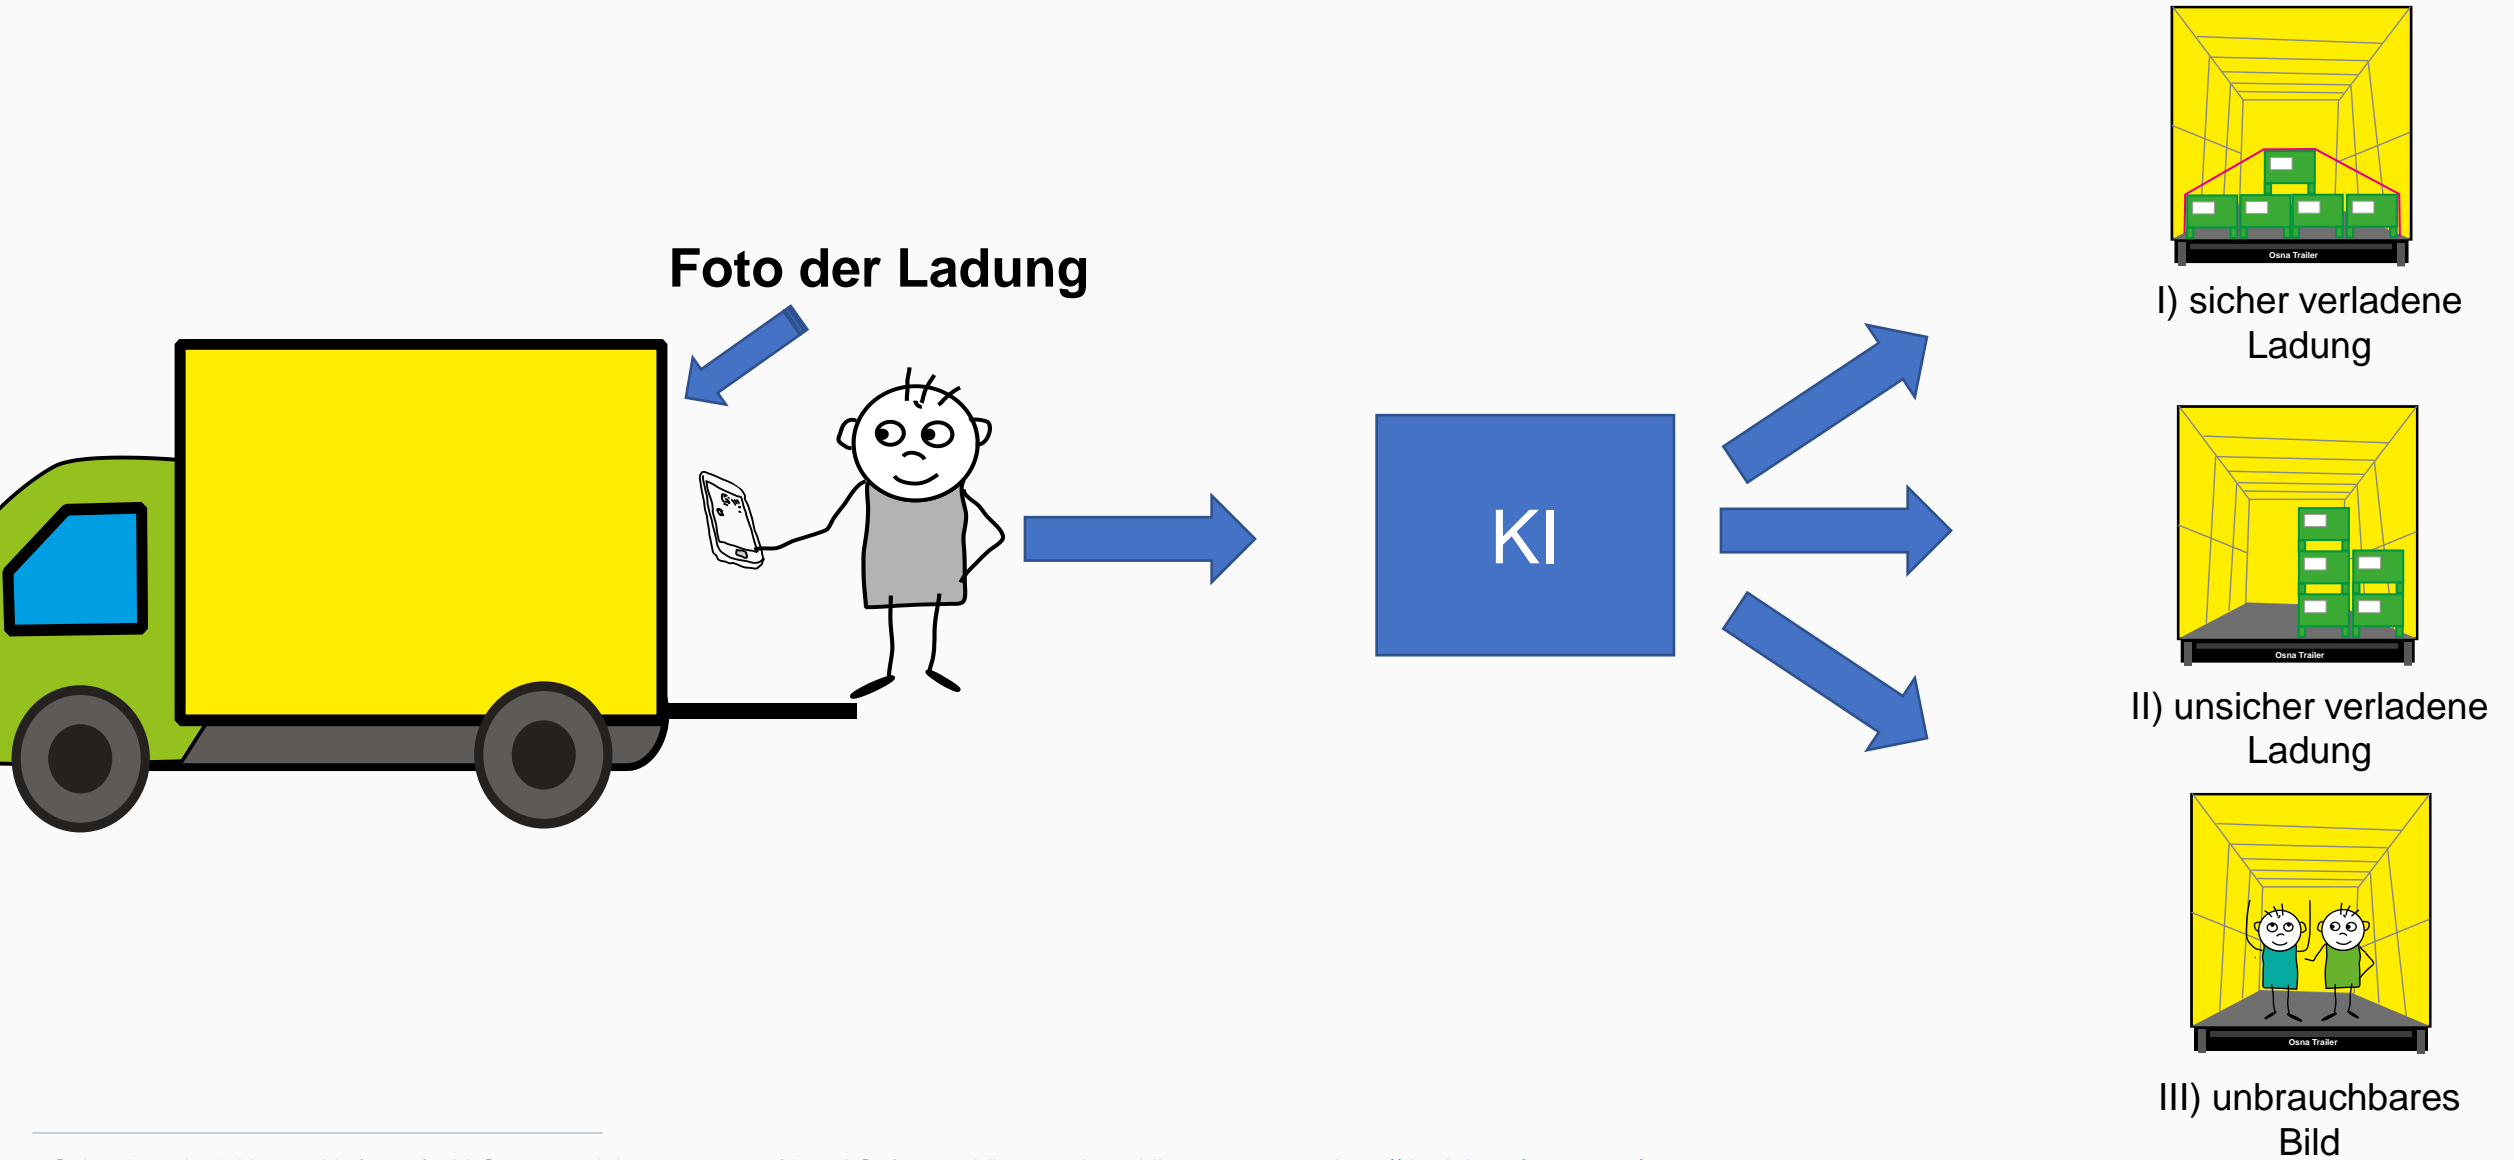 Foto der Ladung
KI
Osna Trailer
I) sicher verladene
Ladung
Osna Trailer
II) unsicher verladene
Ladung
Osna Trailer
III) unbrauchbares
Bild